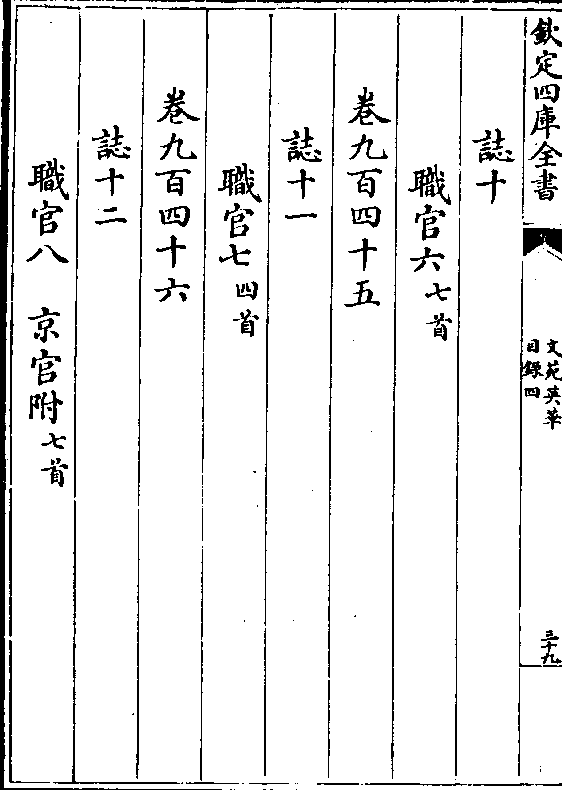 欽定四庫全書
文苑英華
目録四
三十九
誌十
職官六七首
卷九百四十五
誌十一
職官七四首
卷九百四十六
誌十二
職官八 京官附七首